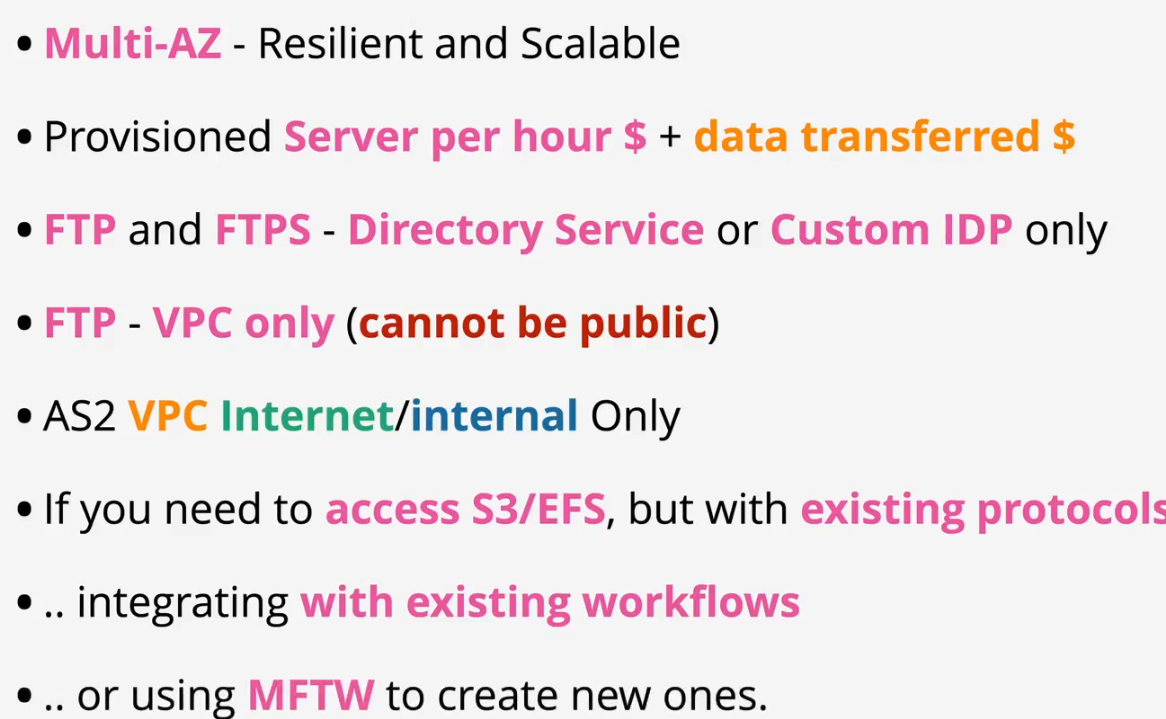 • Multi-AZ - Resilient and Scalable
• Provisioned Server per hour $ + data transferred $
• FTP and FTPS - Directory Service or Custom IDP only
• FTP - VPC only (cannot be public)
• AS2 VPC Internet/internal Only
• If you need to access S3/EFS, but with existing protocols
• .. integrating with existing workflows
• .. or using MFTW to create new ones.